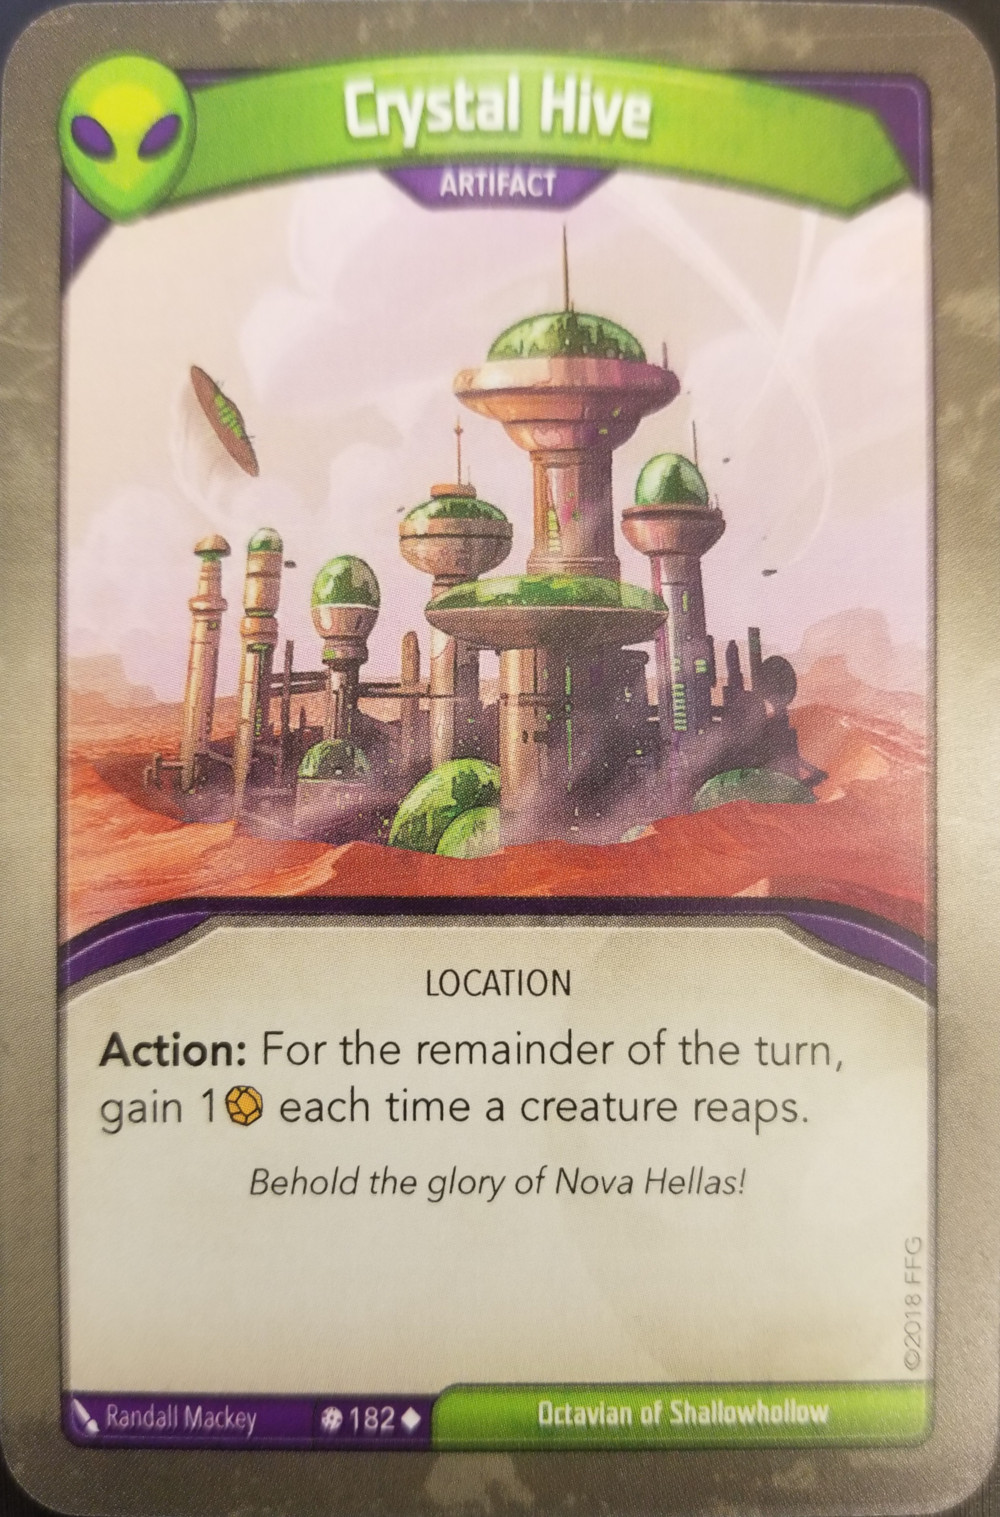 Crystal Hive
ARTIFACT
LOCATION
Action: For the remainder of the turn,
gain 1 each time a creature reaps.
Behold the glory of Nova Hellas!
©2018 FFG
Randall Mackey
#182
Octavian of Shallowhollow